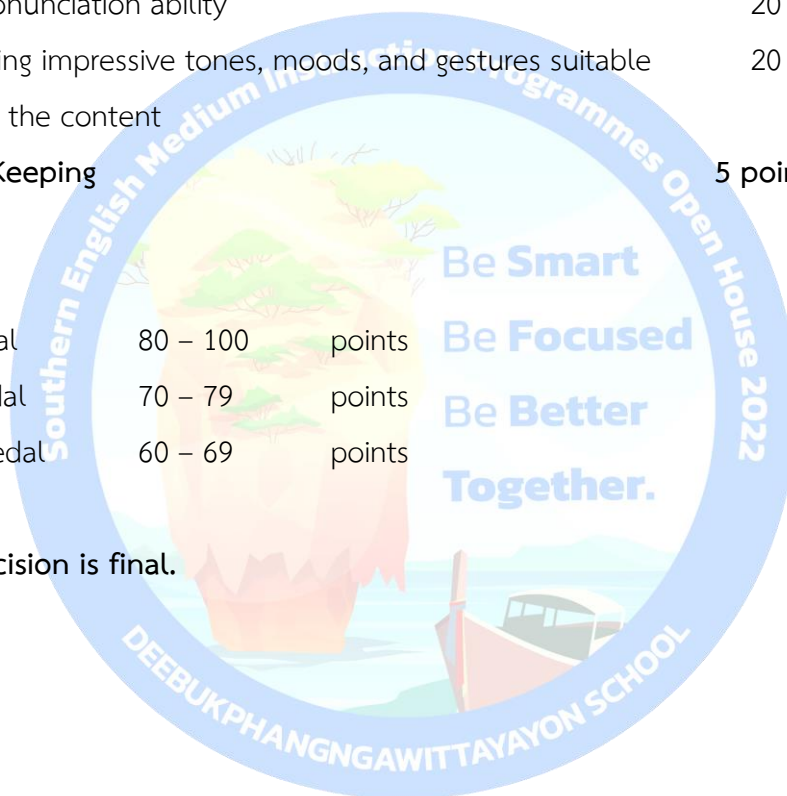 onunciation ability 20
ing impressive tones, moods, and gestures suitable 20
the content
Keeping 5 poin
al 80 – 100 points
dal 70 – 79 points
edal 60 – 69 points
cision is final.
Southern English Medium Instruction Programmes Open House 2022
Be Smart
Be Focused
Be Better
Together.
DEEBUKPHANGNGAWITTAYAYON SCHOOL